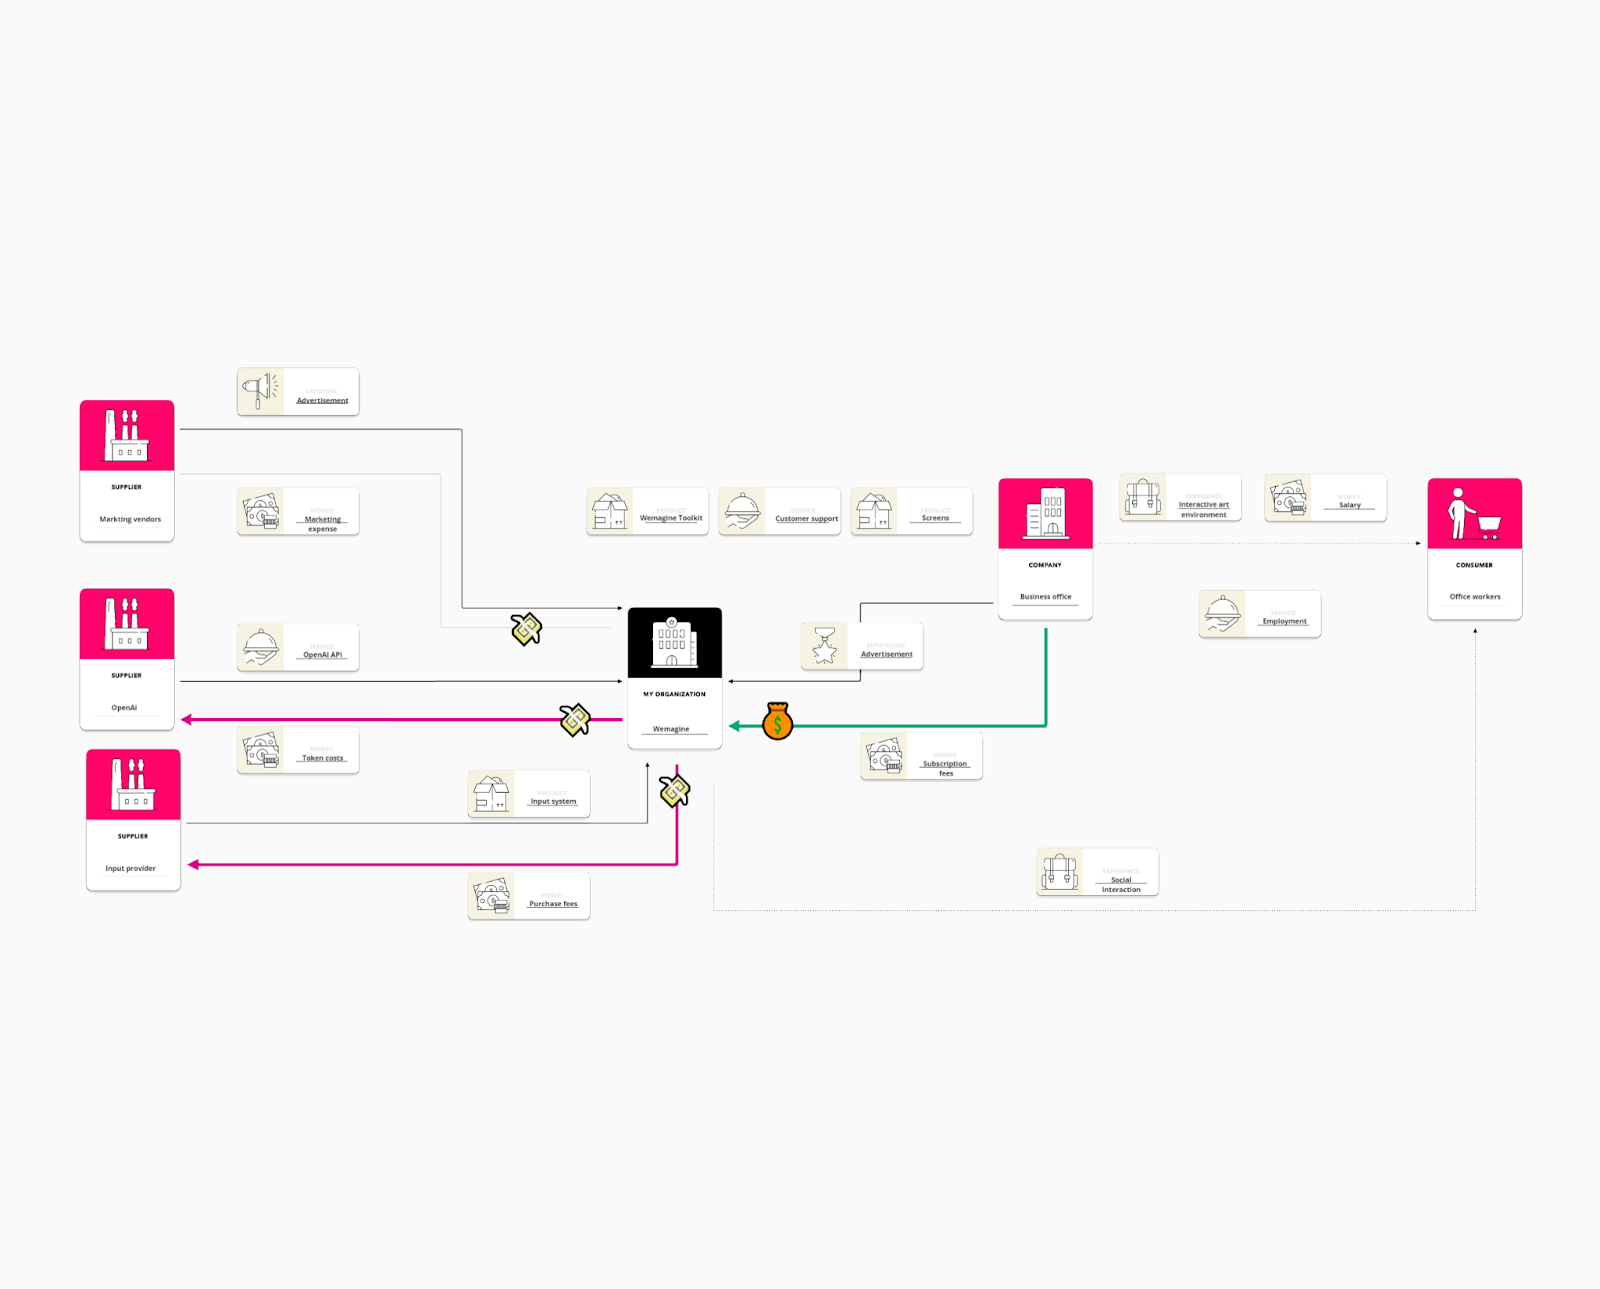 EXPOSURE
Advertisement
SUPPLIER
Markting vendors
MONEY
Marketing
expense
PRODUCT
Wemagine Toolkit
SERVICE
Customer support
PRODUCT
Screens
EXPERIENCE
Interactive art
environment
MONEY
Salary
COMPANY
Business office
CONSUMER
Office workers
SERVICE
Employment
SUPPLIER
OpenAi
SERVICE
OpenAI API
REPUTATION
Advertisement
MY ORGANIZATION
Wemagine
MONEY
Token costs
MONEY
Subscription
fees
PRODUCT
Input system
SUPPLIER
Input provider
MONEY
Purchase fees
EXPERIENCE
Social
Interaction